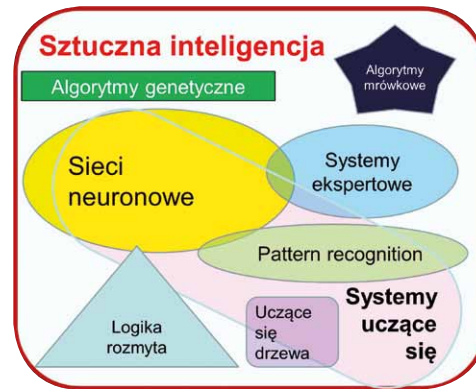 Sztuczna inteligencja
Algorytmy genetyczne
Algorytmy
mrówkowe
Sieci
neuronowe
Systemy
ekspertowe
Pattern recognition
Logika
rozmyta
Uczące
się
drzewa
Systemy
uczące
się